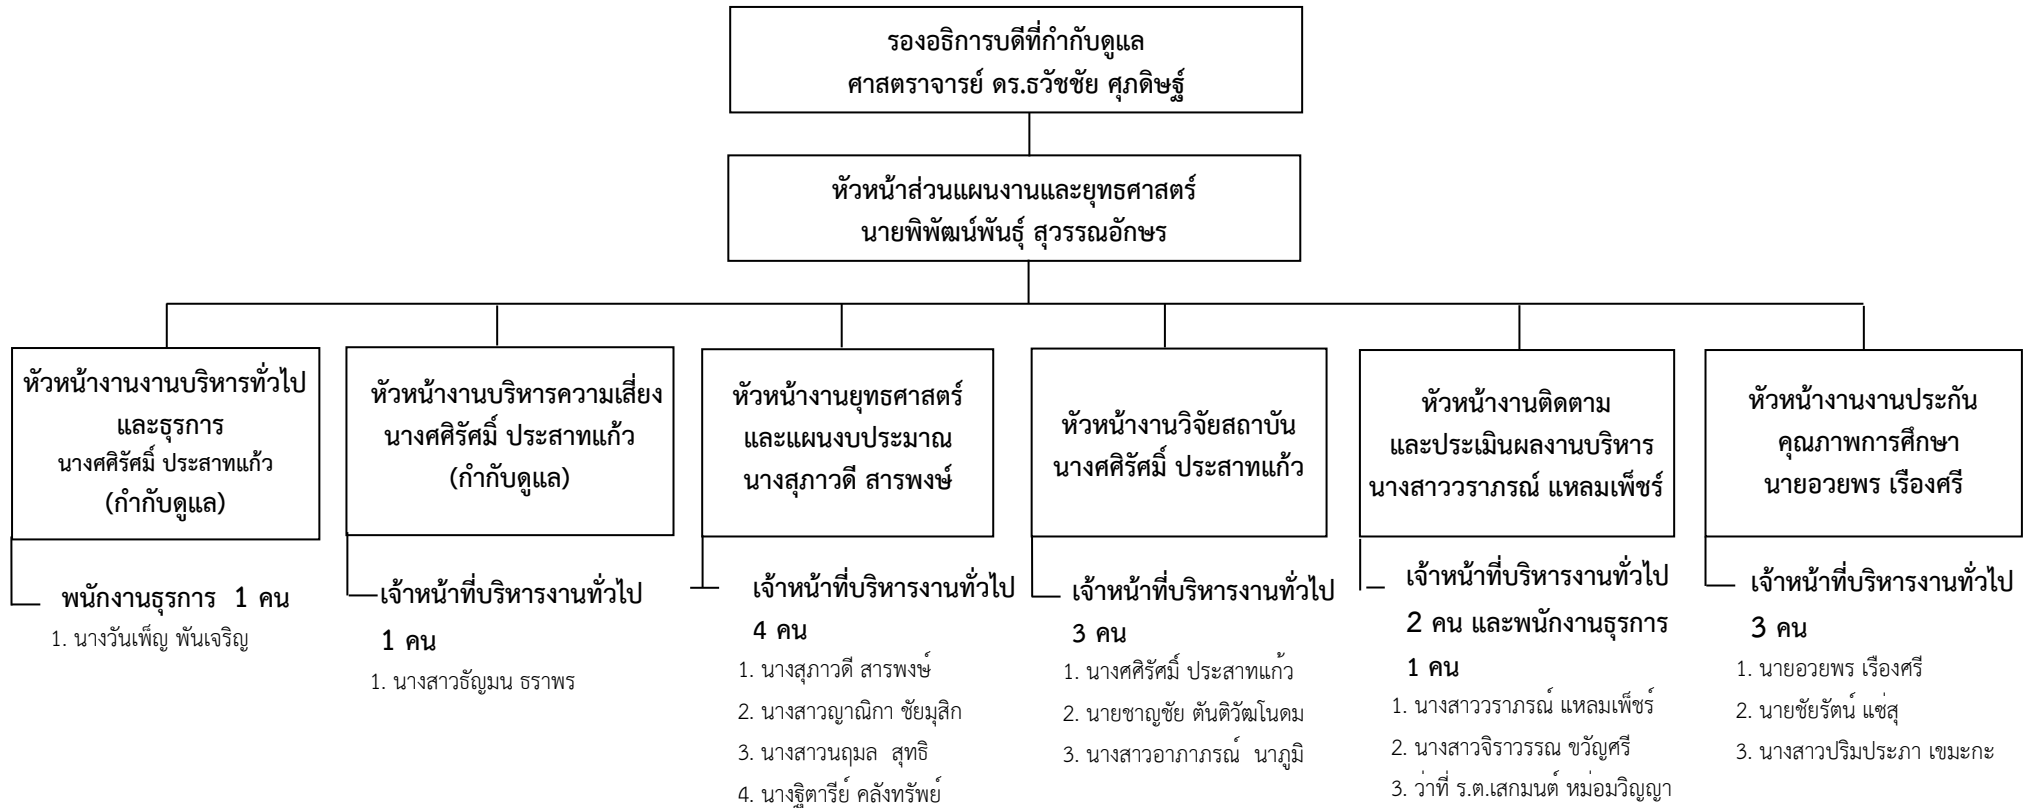 รองอธิการบดีที่กำกับดูแล
ศาสตราจารย์ ดร.ธวัชชัย ศุภดิษฐ์
หัวหน้าส่วนแผนงานและยุทธศาสตร์
นายพิพัฒน์พันธุ์ สุวรรณอักษร
หัวหน้างานงานบริหารทั่วไป
และธุรการ
นางศศิรัศมิ์ ประสาทแก้ว
(กำกับดูแล)
พนักงานธุรการ 1 คน
1. นางวันเพ็ญ พันเจริญ
หัวหน้างานบริหารความเสี่ยง
นางศศิรัศมิ์ ประสาทแก้ว
(กำกับดูแล)
เจ้าหน้าที่บริหารงานทั่วไป
1 คน
1. นางสาวธัญมน ธราพร
หัวหน้างานยุทธศาสตร์
และแผนงบประมาณ
นางสุภาวดี สารพงษ์
เจ้าหน้าที่บริหารงานทั่วไป
4 คน
1. นางสุภาวดี สารพงษ์
2. นางสาวญาณิกา ชัยมุสิก
3. นางสาวนฤมล สุทธิ
4. นางฐิตารีย์ คลังทรัพย์
หัวหน้างานวิจัยสถาบัน
นางศศิรัศมิ์ ประสาทแก้ว
เจ้าหน้าที่บริหารงานทั่วไป
3 คน
1. นางศศิรัศมิ์ ประสาทแก้ว
2. นายชาญชัย ตันติวัฒโนดม
3. นางสาวอาภาภรณ์ นาภูมิ
หัวหน้างานติดตาม
และประเมินผลงานบริหาร
นางสาววราภรณ์ แหลมเพ็ชร์
เจ้าหน้าที่บริหารงานทั่วไป
2 คน และพนักงานธุรการ
1 คน
1. นางสาววราภรณ์ แหลมเพ็ชร์
2. นางสาวจิราวรรณ ขวัญศรี
3. ว่าที่ ร.ต.เสกมนต์ หม่อมวิญญา
หัวหน้างานงานประกัน
คุณภาพการศึกษา
นายอวยพร เรืองศรี
เจ้าหน้าที่บริหารงานทั่วไป
3 คน
1. นายอวยพร เรืองศรี
2. นายชัยรัตน์ แซ่สุ
3. นางสาวปริมประภา เขมะกะ